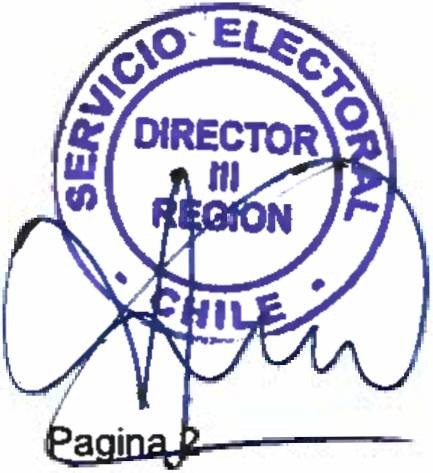 SERVICIO ELECTORAL
DIRECTOR
III
REGION
CHILE
Pagina 2